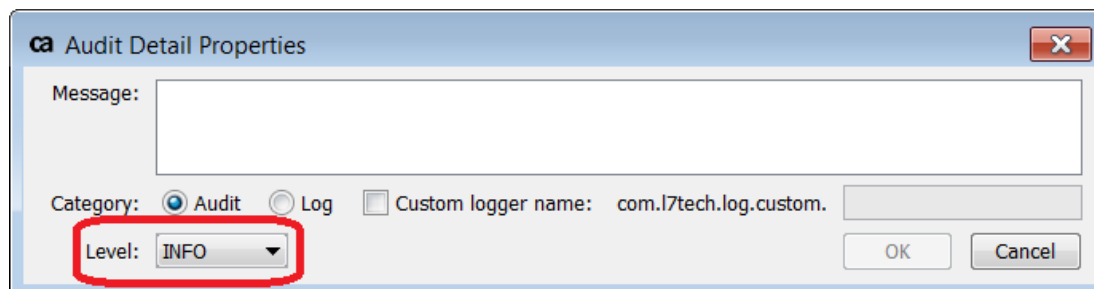 ca Audit Detail Properties
Message:
Category: Audit Log Custom logger name: com.l7tech.log.custom.
Level: INFO OK Cancel